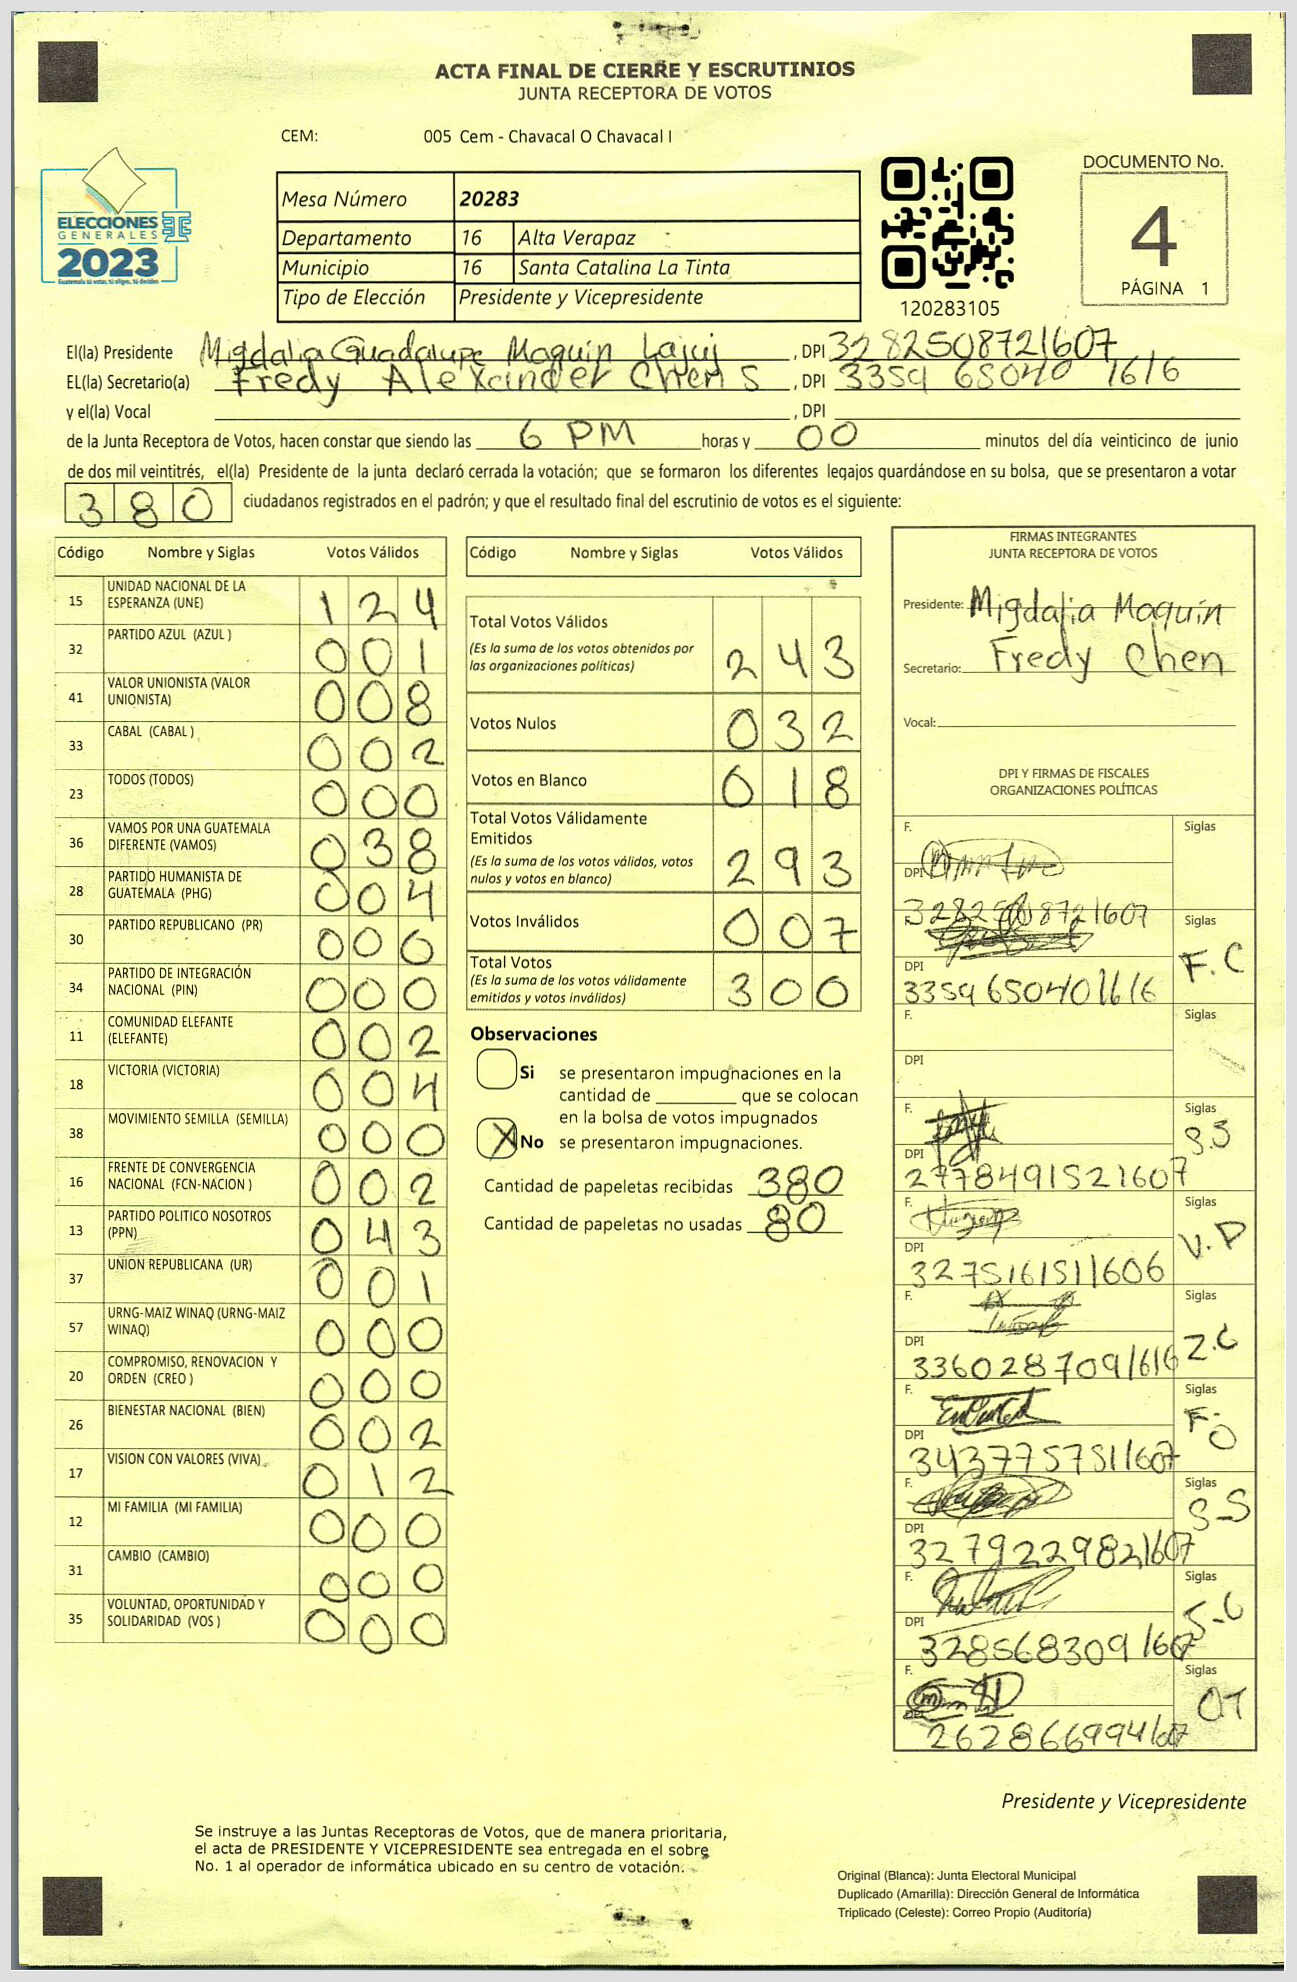 ACTA FINAL DE CIERRE Y ESCRUTINIOS
JUNTA RECEPTORA DE VOTOS
CEM: 005 Cem - Chavacal O Chavacal I
ELECCIONES
GENERALES
2023
DOCUMENTO No.
4
PÁGINA 1
Mesa Número 20283
Departamento 16 Alta Verapaz
Municipio 16 Santa Catalina La Tinta
Tipo de Elección Presidente y Vicepresidente
120283105
El(la) Presidente Migdalia Guadalupe Maquin Lajuj , DPI 3282508721607
EL(la) Secretario(a) Fredy Alexander Chen S , DPI 3359 65040 1616
y el(la) Vocal , DPI
de la Junta Receptora de Votos, hacen constar que siendo las 6 PM horas y 00 minutos del día veinticinco de junio
de dos mil veintitrés, el(la) Presidente de la junta declaró cerrada la votación; que se formaron los diferentes legajos guardándose en su bolsa, que se presentaron a votar
380 ciudadanos registrados en el padrón; y que el resultado final del escrutinio de votos es el siguiente:
Código Nombre y Siglas Votos Válidos
15 UNIDAD NACIONAL DE LA ESPERANZA (UNE) 124
32 PARTIDO AZUL (AZUL ) 001
41 VALOR UNIONISTA (VALOR UNIONISTA) 008
33 CABAL (CABAL ) 002
23 TODOS (TODOS) 000
36 VAMOS POR UNA GUATEMALA DIFERENTE (VAMOS) 038
28 PARTIDO HUMANISTA DE GUATEMALA (PHG) 004
30 PARTIDO REPUBLICANO (PR) 000
34 PARTIDO DE INTEGRACIÓN NACIONAL (PIN) 000
11 COMUNIDAD ELEFANTE (ELEFANTE) 002
18 VICTORIA (VICTORIA) 004
38 MOVIMIENTO SEMILLA (SEMILLA) 000
16 FRENTE DE CONVERGENCIA NACIONAL (FCN-NACION ) 002
13 PARTIDO POLITICO NOSOTROS (PPN) 043
37 UNION REPUBLICANA (UR) 001
57 URNG-MAIZ WINAQ (URNG-MAIZ WINAQ) 000
20 COMPROMISO, RENOVACION Y ORDEN (CREO ) 000
26 BIENESTAR NACIONAL (BIEN) 002
17 VISION CON VALORES (VIVA) 012
12 MI FAMILIA (MI FAMILIA) 000
31 CAMBIO (CAMBIO) 000
35 VOLUNTAD, OPORTUNIDAD Y SOLIDARIDAD (VOS ) 000
Código Nombre y Siglas Votos Válidos
Total Votos Válidos 243
(Es la suma de los votos obtenidos por
las organizaciones políticas)
Votos Nulos 032
Votos en Blanco 018
Total Votos Válidamente
Emitidos 293
(Es la suma de los votos válidos, votos
nulos y votos en blanco)
Votos Inválidos 007
Total Votos 300
(Es la suma de los votos válidamente
emitidos y votos inválidos)
Observaciones
Si se presentaron impugnaciones en la
cantidad de ________ que se colocan
en la bolsa de votos impugnados
X No se presentaron impugnaciones.
Cantidad de papeletas recibidas 380
Cantidad de papeletas no usadas 80
FIRMAS INTEGRANTES
JUNTA RECEPTORA DE VOTOS
Presidente: Migdalia Maquin
Secretario: Fredy Chen
Vocal:
DPI Y FIRMAS DE FISCALES
ORGANIZACIONES POLÍTICAS
F. Siglas
DPI
F. Siglas F.C
DPI 3359 65040 1616
F. Siglas
DPI
F. Siglas S.S
DPI 2778491521607
F. Siglas V.P
DPI 3275161511606
F. Siglas Z.C
DPI 3360287091616
F. Siglas
DPI 3437757511607
F. Siglas S-S
DPI 3279229821607
F. Siglas S-C
DPI 3285683091607
F. Siglas O.T
DPI
Presidente y Vicepresidente
Se instruye a las Juntas Receptoras de Votos, que de manera prioritaria,
el acta de PRESIDENTE Y VICEPRESIDENTE sea entregada en el sobre
No. 1 al operador de informática ubicado en su centro de votación.
Original (Blanca): Junta Electoral Municipal
Duplicado (Amarilla): Dirección General de Informática
Triplicado (Celeste): Correo Propio (Auditoría)